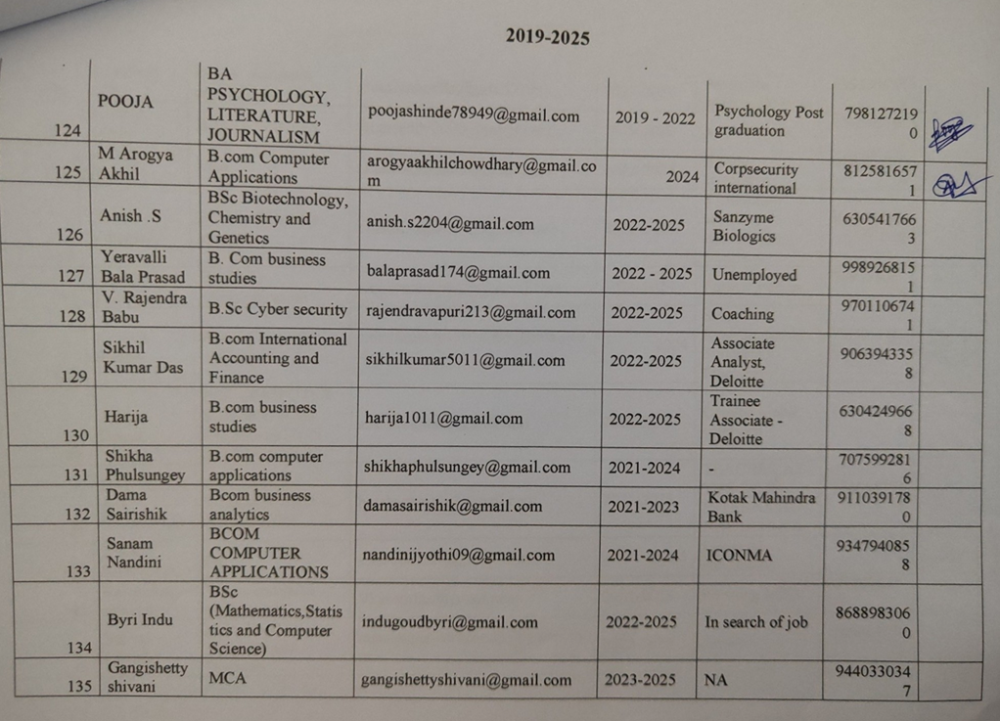 2019-2025
124 POOJA BA PSYCHOLOGY, LITERATURE, JOURNALISM poojashinde78949@gmail.com 2019 - 2022 Psychology Post graduation 7981272190
125 M Arogya Akhil B.com Computer Applications arogyaakhilchowdhary@gmail.com 2024 Corpsecurity international 8125816571
126 Anish .S BSc Biotechnology, Chemistry and Genetics anish.s2204@gmail.com 2022-2025 Sanzyme Biologics 6305417663
127 Yeravalli Bala Prasad B. Com business studies balaprasad174@gmail.com 2022 - 2025 Unemployed 9989268151
128 V. Rajendra Babu B.Sc Cyber security rajendravapuri213@gmail.com 2022-2025 Coaching 9701106741
129 Sikhil Kumar Das B.com International Accounting and Finance sikhilkumar5011@gmail.com 2022-2025 Associate Analyst, Deloitte 9063943358
130 Harija B.com business studies harija1011@gmail.com 2022-2025 Trainee Associate - Deloitte 6304249668
131 Shikha Phulsungey B.com computer applications shikhaphulsungey@gmail.com 2021-2024 - 7075992816
132 Dama Sairishik Bcom business analytics damasairishik@gmail.com 2021-2023 Kotak Mahindra Bank 9110391780
133 Sanam Nandini BCOM COMPUTER APPLICATIONS nandinijyothi09@gmail.com 2021-2024 ICONMA 9347940858
134 Byri Indu BSc (Mathematics,Statistics and Computer Science) indugoudbyri@gmail.com 2022-2025 In search of job 8688983060
135 Gangishetty shivani MCA gangishettyshivani@gmail.com 2023-2025 NA 9440330347